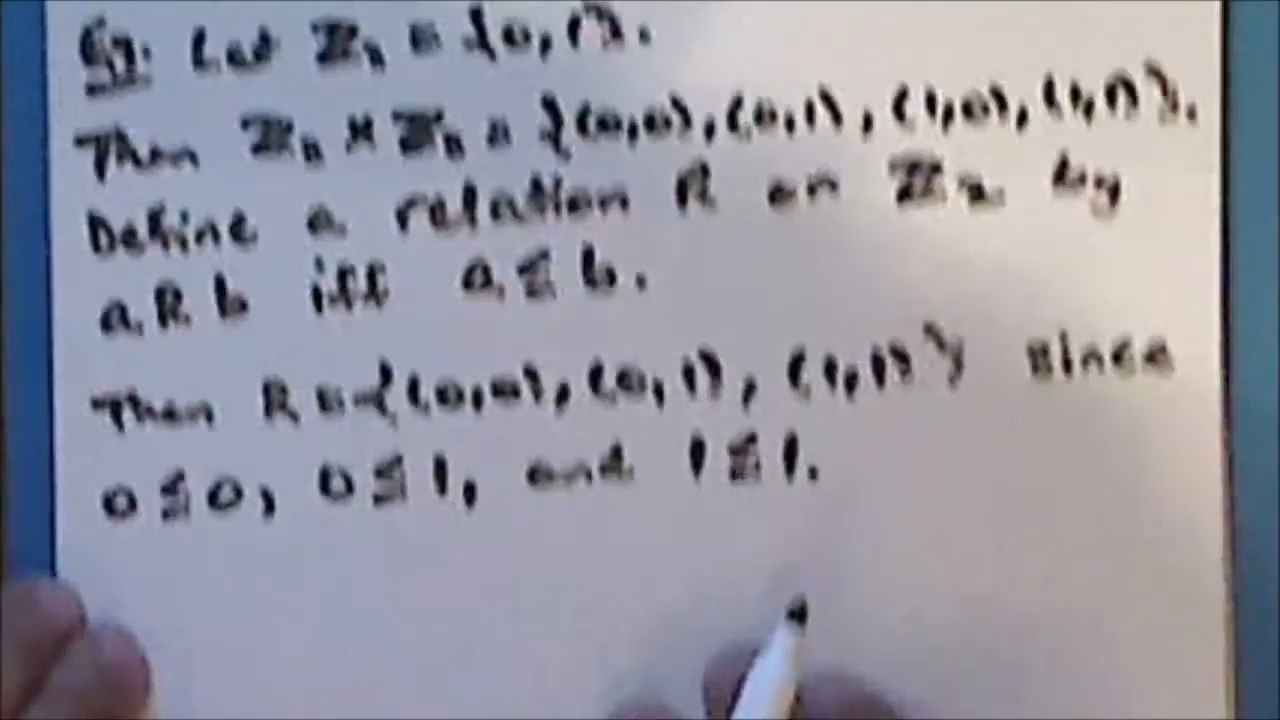 Eg: Let ℤ₂ = {0,1}.
Then ℤ₂ × ℤ₂ = {(0,0), (0,1), (1,0), (1,1)}.
Define a relation R on ℤ₂ by
a R b iff a ≤ b.
Then R = {(0,0), (0,1), (1,1)} since
0 ≤ 0, 0 ≤ 1, and 1 ≤ 1.